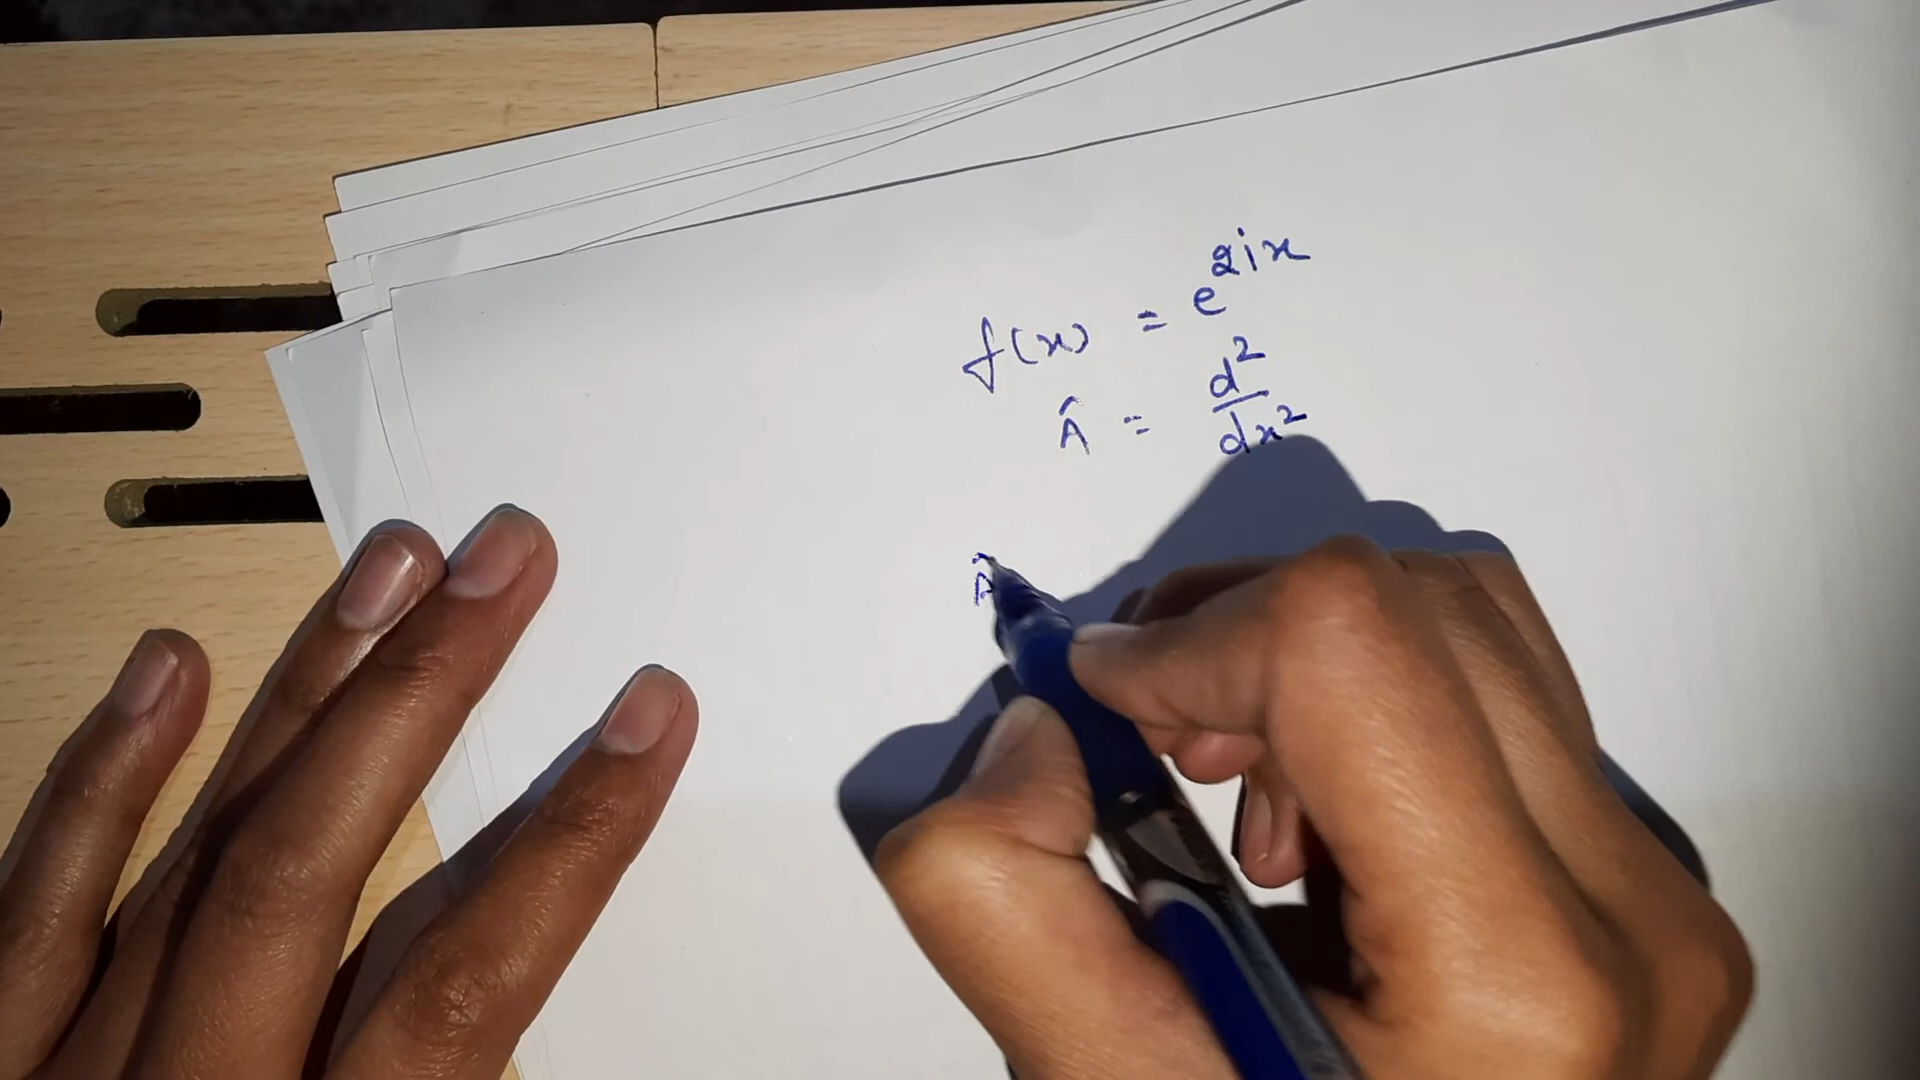 f(x) = e^{2ix}
Â = d²/dx²
Â